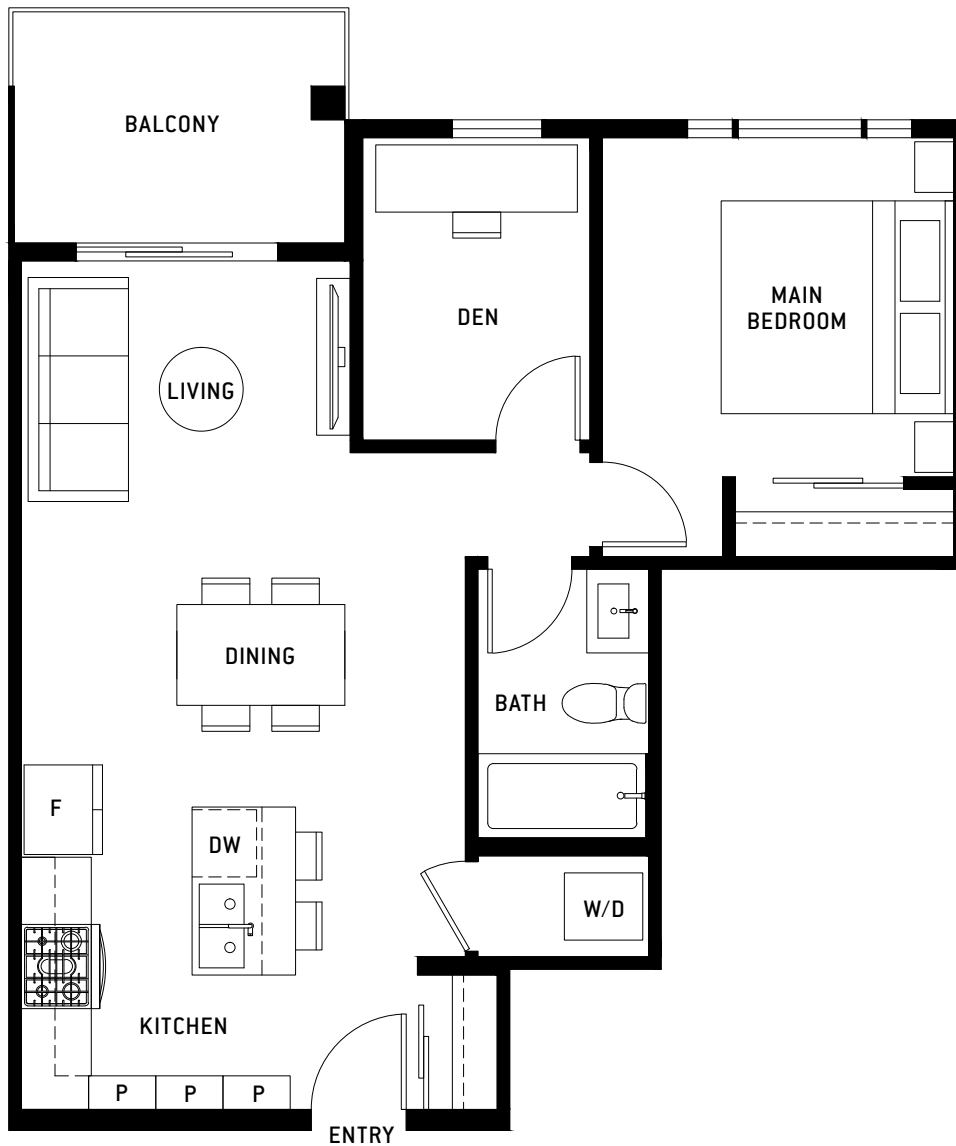 BALCONY
DEN
MAIN
BEDROOM
LIVING
DINING
BATH
F
DW
W/D
KITCHEN
P
P
P
ENTRY